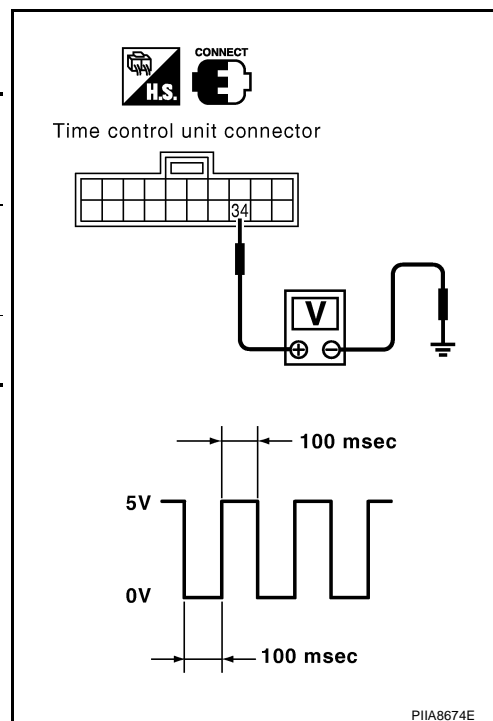 CONNECT
H.S.
Time control unit connector
34
V
+ −
100 msec
5V
0V
100 msec
PIIA8674E